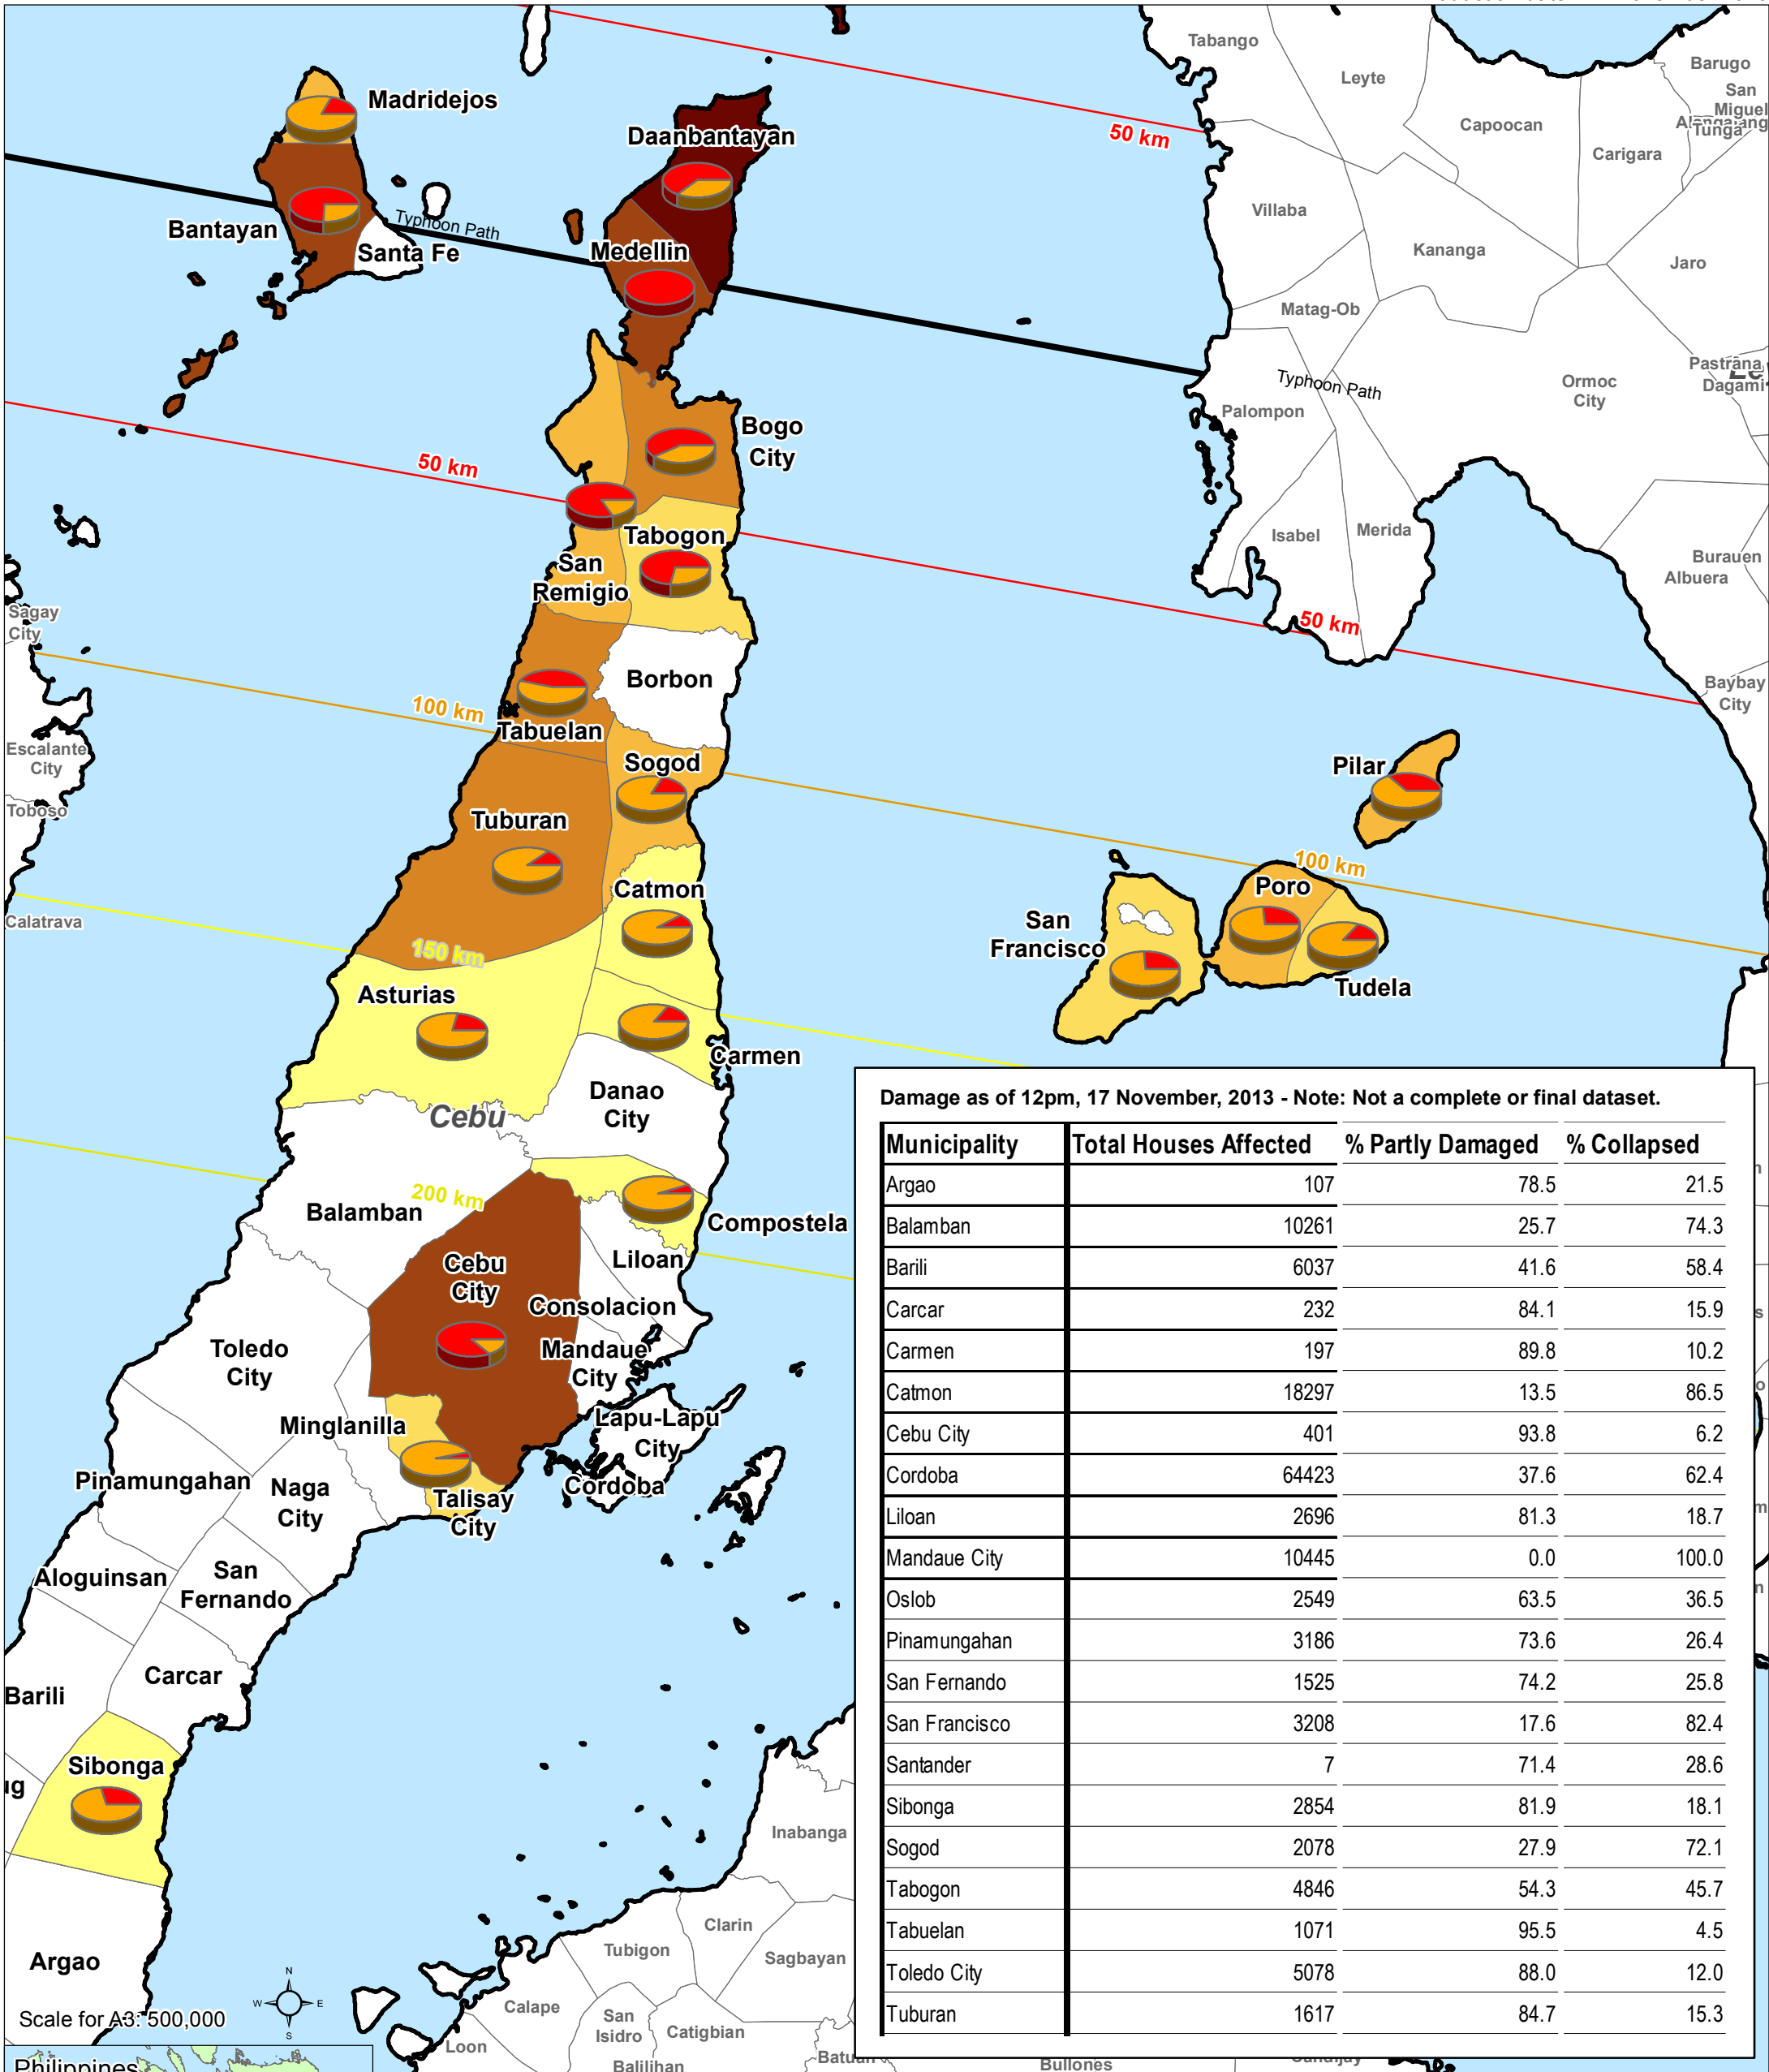 Tabango
Leyte
Barugo
San
Miguel
Tunga
Capoocan
Carigara
Madridejos
Daanbantayan
50 km
Villaba
Kananga
Jaro
Bantayan
Santa Fe
Typhoon Path
Medellin
Matag-Ob
Typhoon Path
Palompon
Ormoc
City
Pastrana
Dagami
Bogo
City
50 km
Tabogon
San
Remigio
Isabel
Merida
Burauen
Albuera
Sagay
City
50 km
Borbon
Baybay
City
100 km
Tabuelan
Escalante
City
Sogod
Pilar
Toboso
Tuburan
100 km
Catmon
Poro
San
Francisco
Calatrava
150 km
Tudela
Asturias
Carmen
Danao
City
Cebu
200 km
Balamban
Compostela
Cebu
City
Liloan
Consolacion
Mandaue
City
Toledo
City
Minglanilla
Lapu-Lapu
City
Cordoba
Pinamungahan
Naga
City
Talisay
City
Aloguinsan
San
Fernando
Carcar
Barili
Sibonga
ug
Argao
Inabanga
Clarin
Tubigon
Sagbayan
Calape
San
Isidro
Catigbian
Loon
Balilihan
Batuan
Bullones
N
W E
S
Scale for A3: 500,000
Philippines
Damage as of 12pm, 17 November, 2013 - Note: Not a complete or final dataset.
Municipality Total Houses Affected % Partly Damaged % Collapsed
Argao 107 78.5 21.5
Balamban 10261 25.7 74.3
Barili 6037 41.6 58.4
Carcar 232 84.1 15.9
Carmen 197 89.8 10.2
Catmon 18297 13.5 86.5
Cebu City 401 93.8 6.2
Cordoba 64423 37.6 62.4
Liloan 2696 81.3 18.7
Mandaue City 10445 0.0 100.0
Oslob 2549 63.5 36.5
Pinamungahan 3186 73.6 26.4
San Fernando 1525 74.2 25.8
San Francisco 3208 17.6 82.4
Santander 7 71.4 28.6
Sibonga 2854 81.9 18.1
Sogod 2078 27.9 72.1
Tabogon 4846 54.3 45.7
Tabuelan 1071 95.5 4.5
Toledo City 5078 88.0 12.0
Tuburan 1617 84.7 15.3